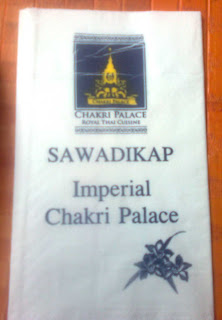 CHAKRI PALACE
ROYAL THAI CUISINE
SAWADIKAP
Imperial
Chakri Palace